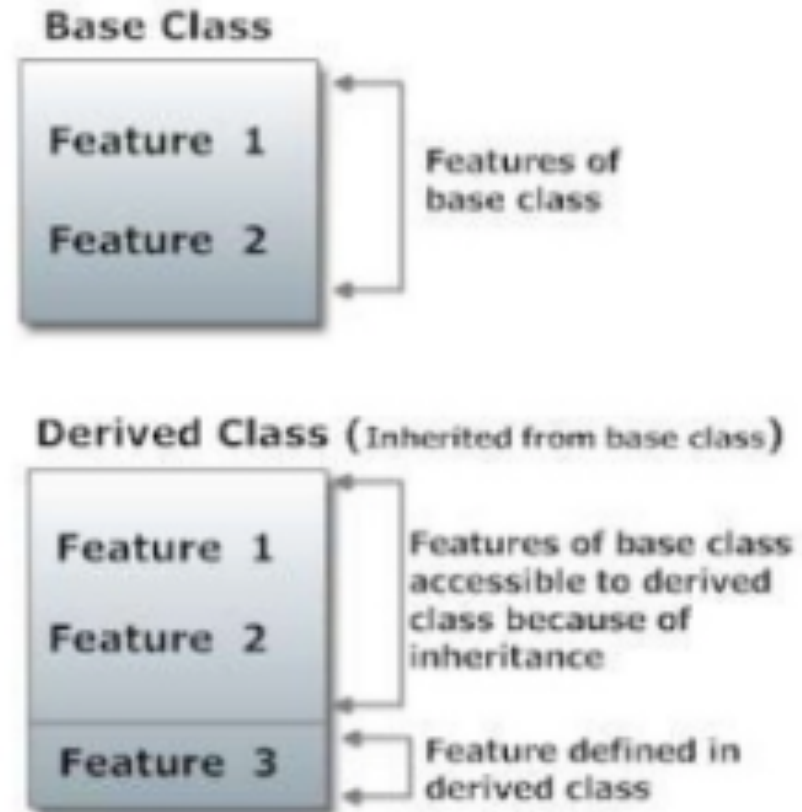 Base Class
Feature 1
Feature 2
Features of
base class
Derived Class (Inherited from base class)
Feature 1
Feature 2
Features of base class
accessible to derived
class because of
inheritance
Feature 3
Feature defined in
derived class